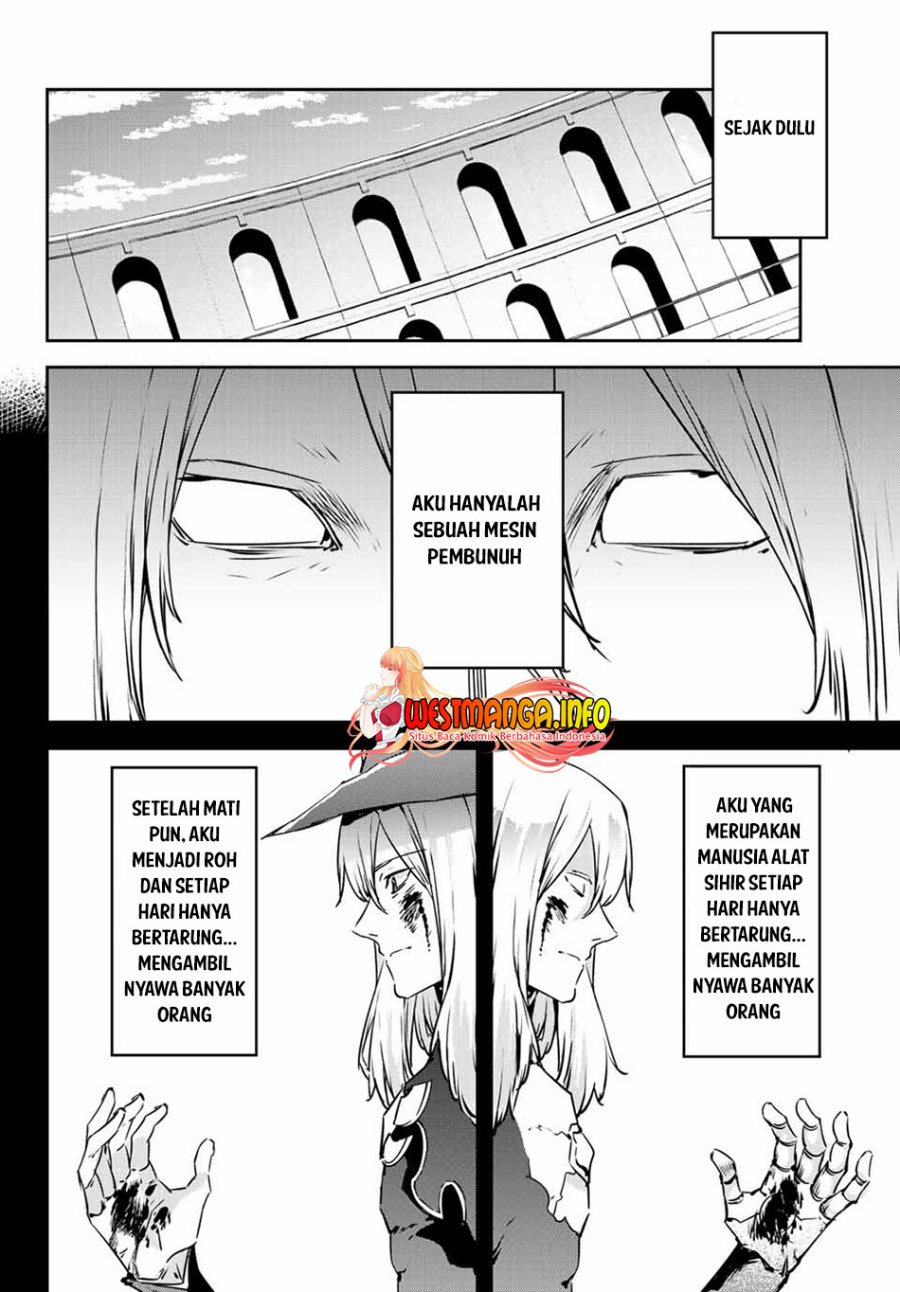 SEJAK DULU
AKU HANYALAH
SEBUAH MESIN
PEMBUNUH
WESTMANGA.INFO
Situs Baca Komik Berbahasa Indonesia
AKU YANG
MERUPAKAN
MANUSIA ALAT
SIHIR SETIAP
HARI HANYA
BERTARUNG...
MENGAMBIL
NYAWA BANYAK
ORANG
SETELAH MATI
PUN, AKU
MENJADI ROH
DAN SETIAP
HARI HANYA
BERTARUNG...
MENGAMBIL
NYAWA BANYAK
ORANG